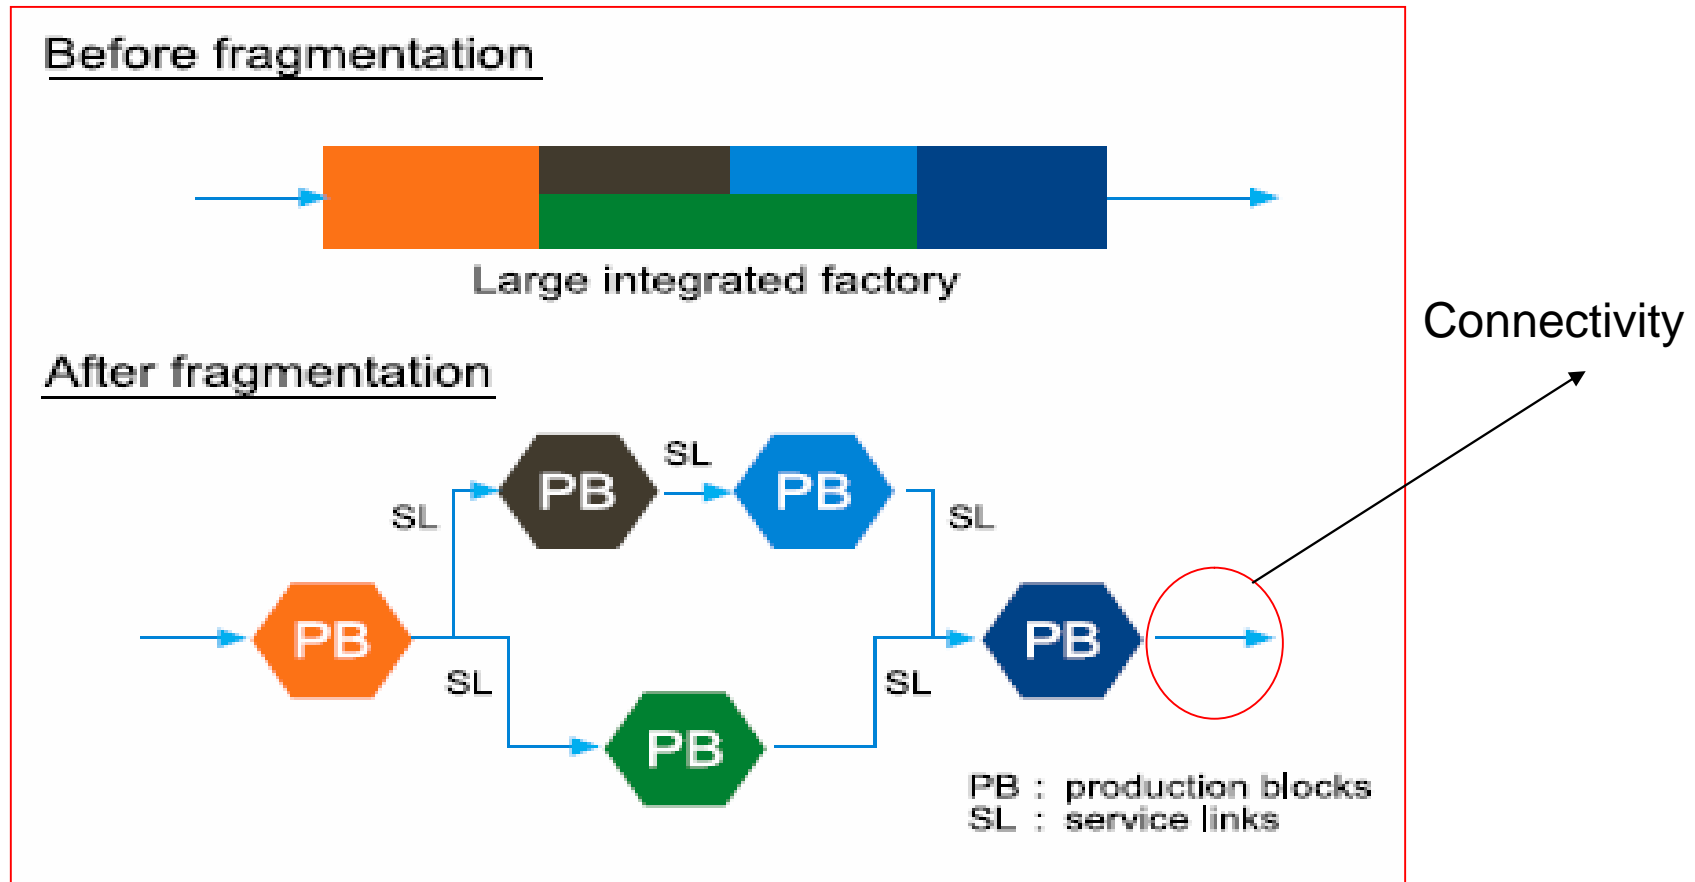 Before fragmentation
Large integrated factory
Connectivity
After fragmentation
PB
SL
PB
SL
SL
PB
SL
PB
SL
PB
PB : production blocks
SL : service links